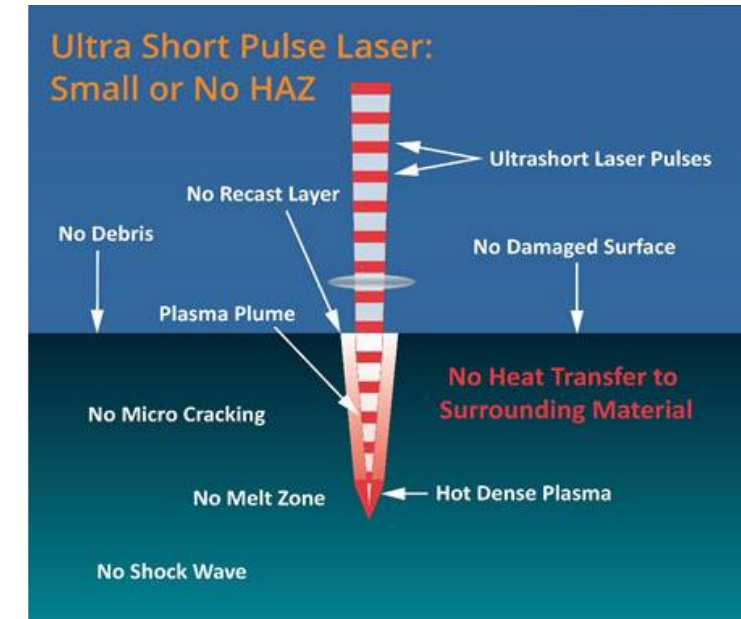 Ultra Short Pulse Laser:
Small or No HAZ
Ultrashort Laser Pulses
No Recast Layer
No Debris
No Damaged Surface
Plasma Plume
No Heat Transfer to
Surrounding Material
No Micro Cracking
No Melt Zone
Hot Dense Plasma
No Shock Wave